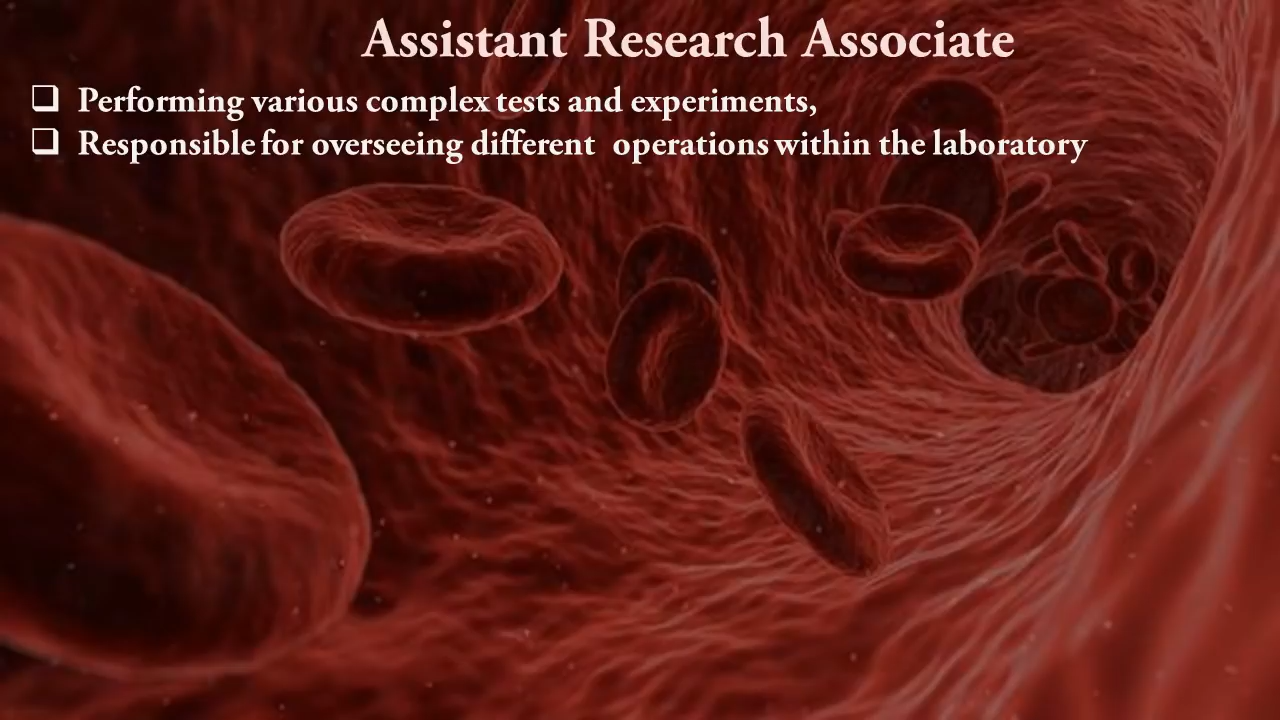 Assistant Research Associate
❑ Performing various complex tests and experiments,
❑ Responsible for overseeing different  operations within the laboratory